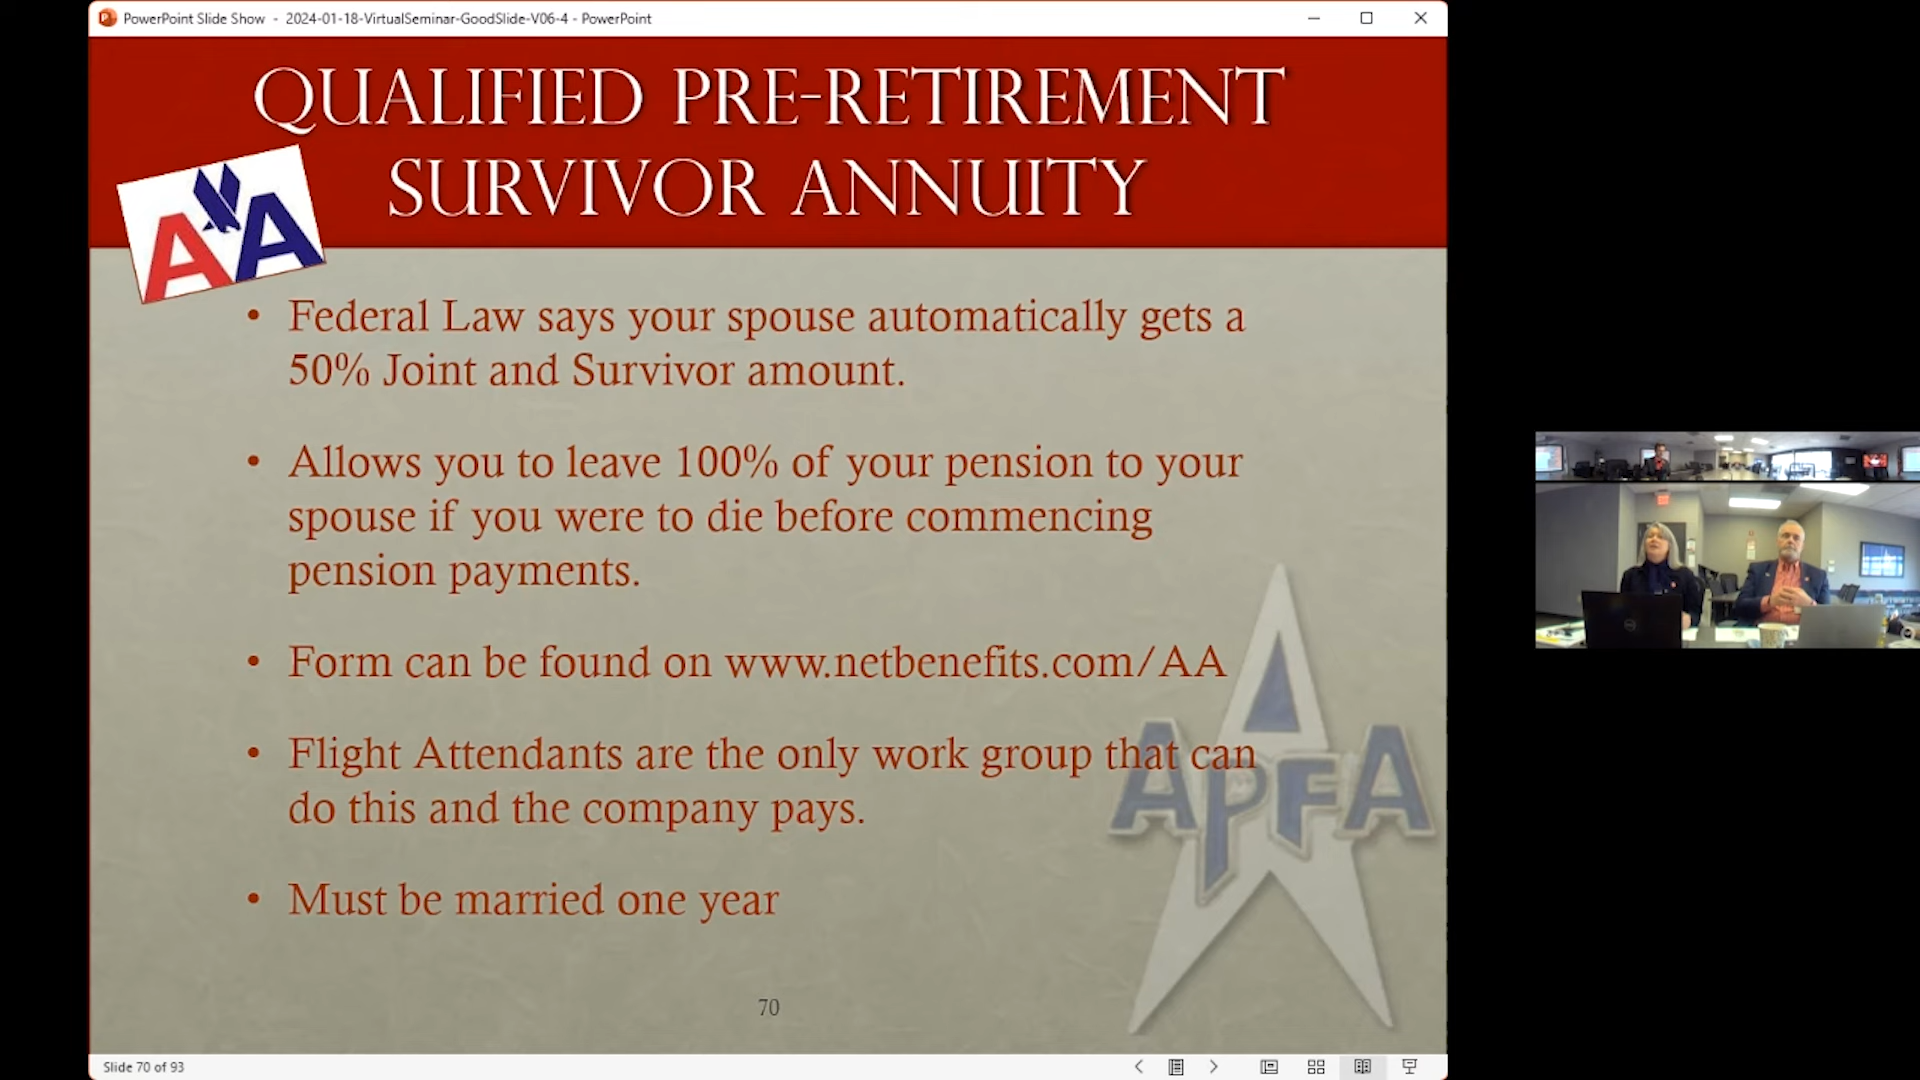 PowerPoint Slide Show - 2024-01-18-VirtualSeminar-GoodSlide-V06-4 - PowerPoint
QUALIFIED PRE-RETIREMENT
SURVIVOR ANNUITY
AA
• Federal Law says your spouse automatically gets a
50% Joint and Survivor amount.
• Allows you to leave 100% of your pension to your
spouse if you were to die before commencing
pension payments.
• Form can be found on www.netbenefits.com/AA
• Flight Attendants are the only work group that can
do this and the company pays.
• Must be married one year
APFA
70
Slide 70 of 93